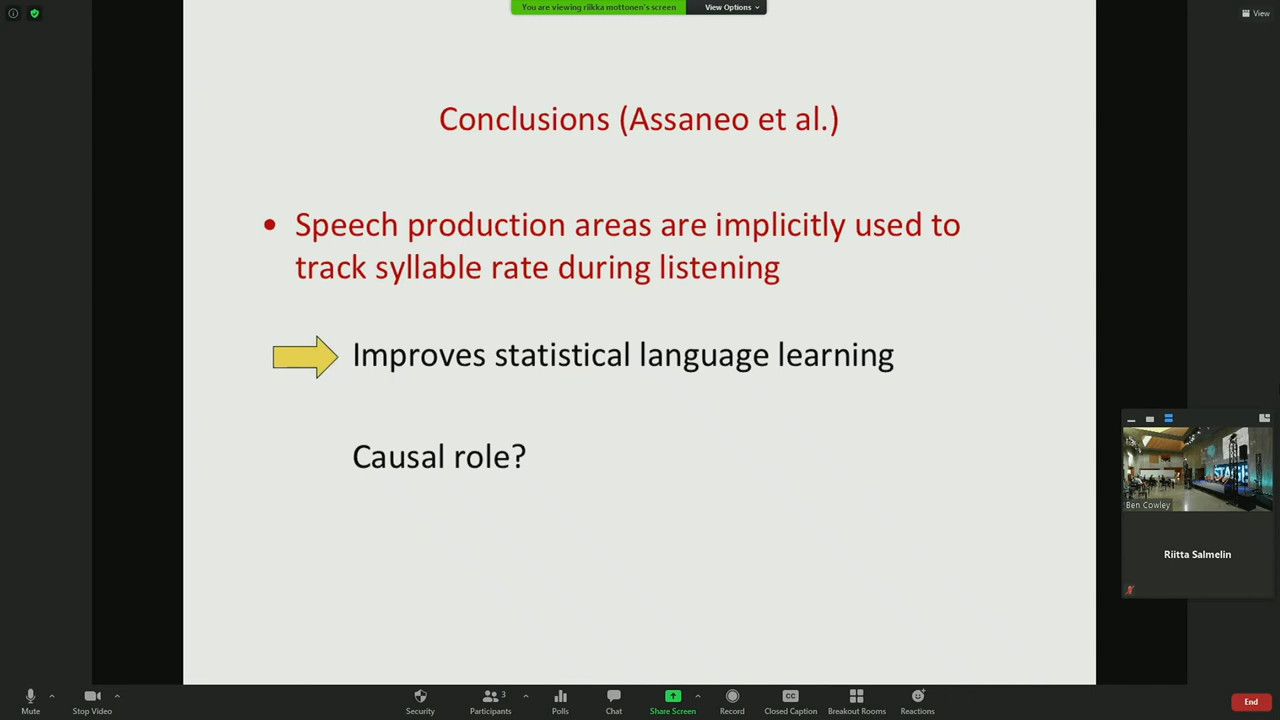 You are viewing riikka mottonen's screen
View Options
View
Conclusions (Assaneo et al.)
• Speech production areas are implicitly used to
track syllable rate during listening
Improves statistical language learning
Causal role?
Ben Cowley
Riitta Salmelin
Mute
Stop Video
Security
Participants
3
Polls
Chat
Share Screen
Record
CC
Closed Caption
Breakout Rooms
Reactions
End